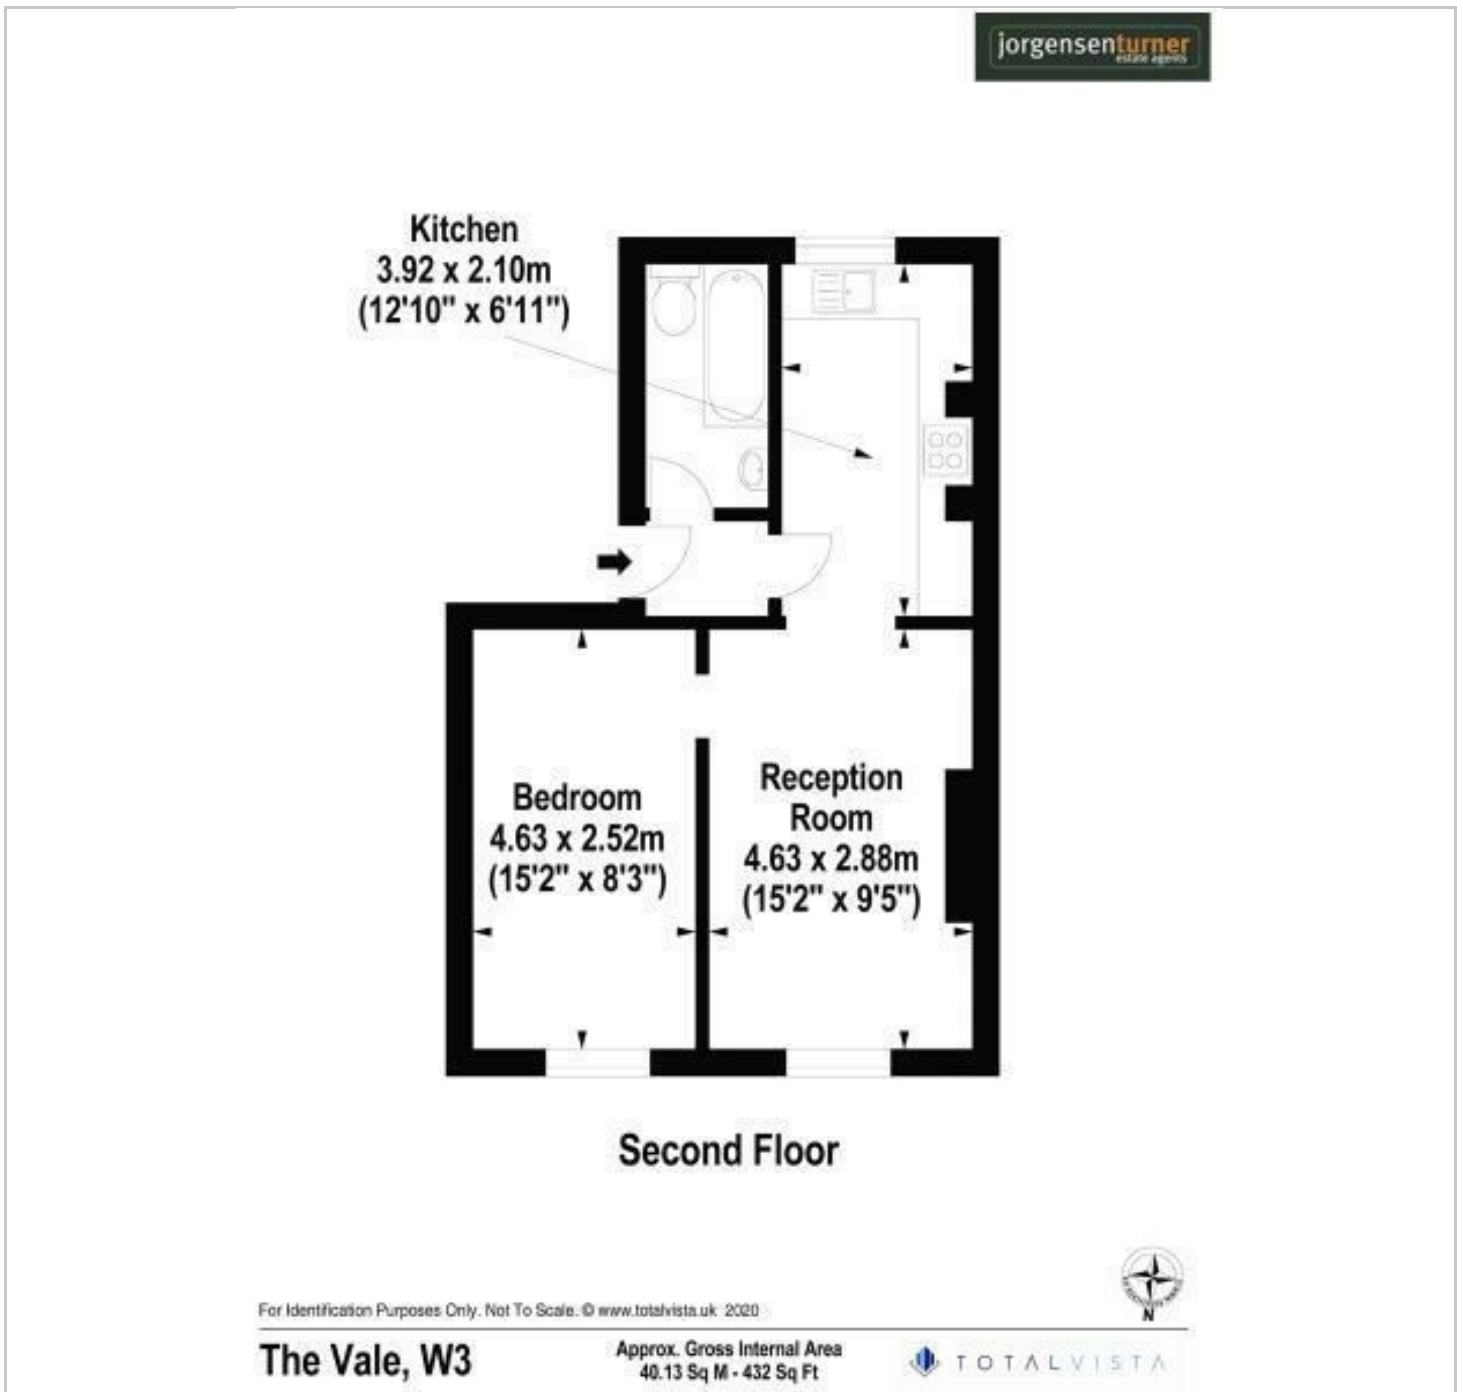 jorgensenturner
estate agents
Kitchen
3.92 x 2.10m
(12'10" x 6'11")
Bedroom
4.63 x 2.52m
(15'2" x 8'3")
Reception
Room
4.63 x 2.88m
(15'2" x 9'5")
Second Floor
N
For Identification Purposes Only. Not To Scale. © www.totalvista.uk 2020
The Vale, W3
Approx. Gross Internal Area
40.13 Sq M - 432 Sq Ft
TOTALVISTA